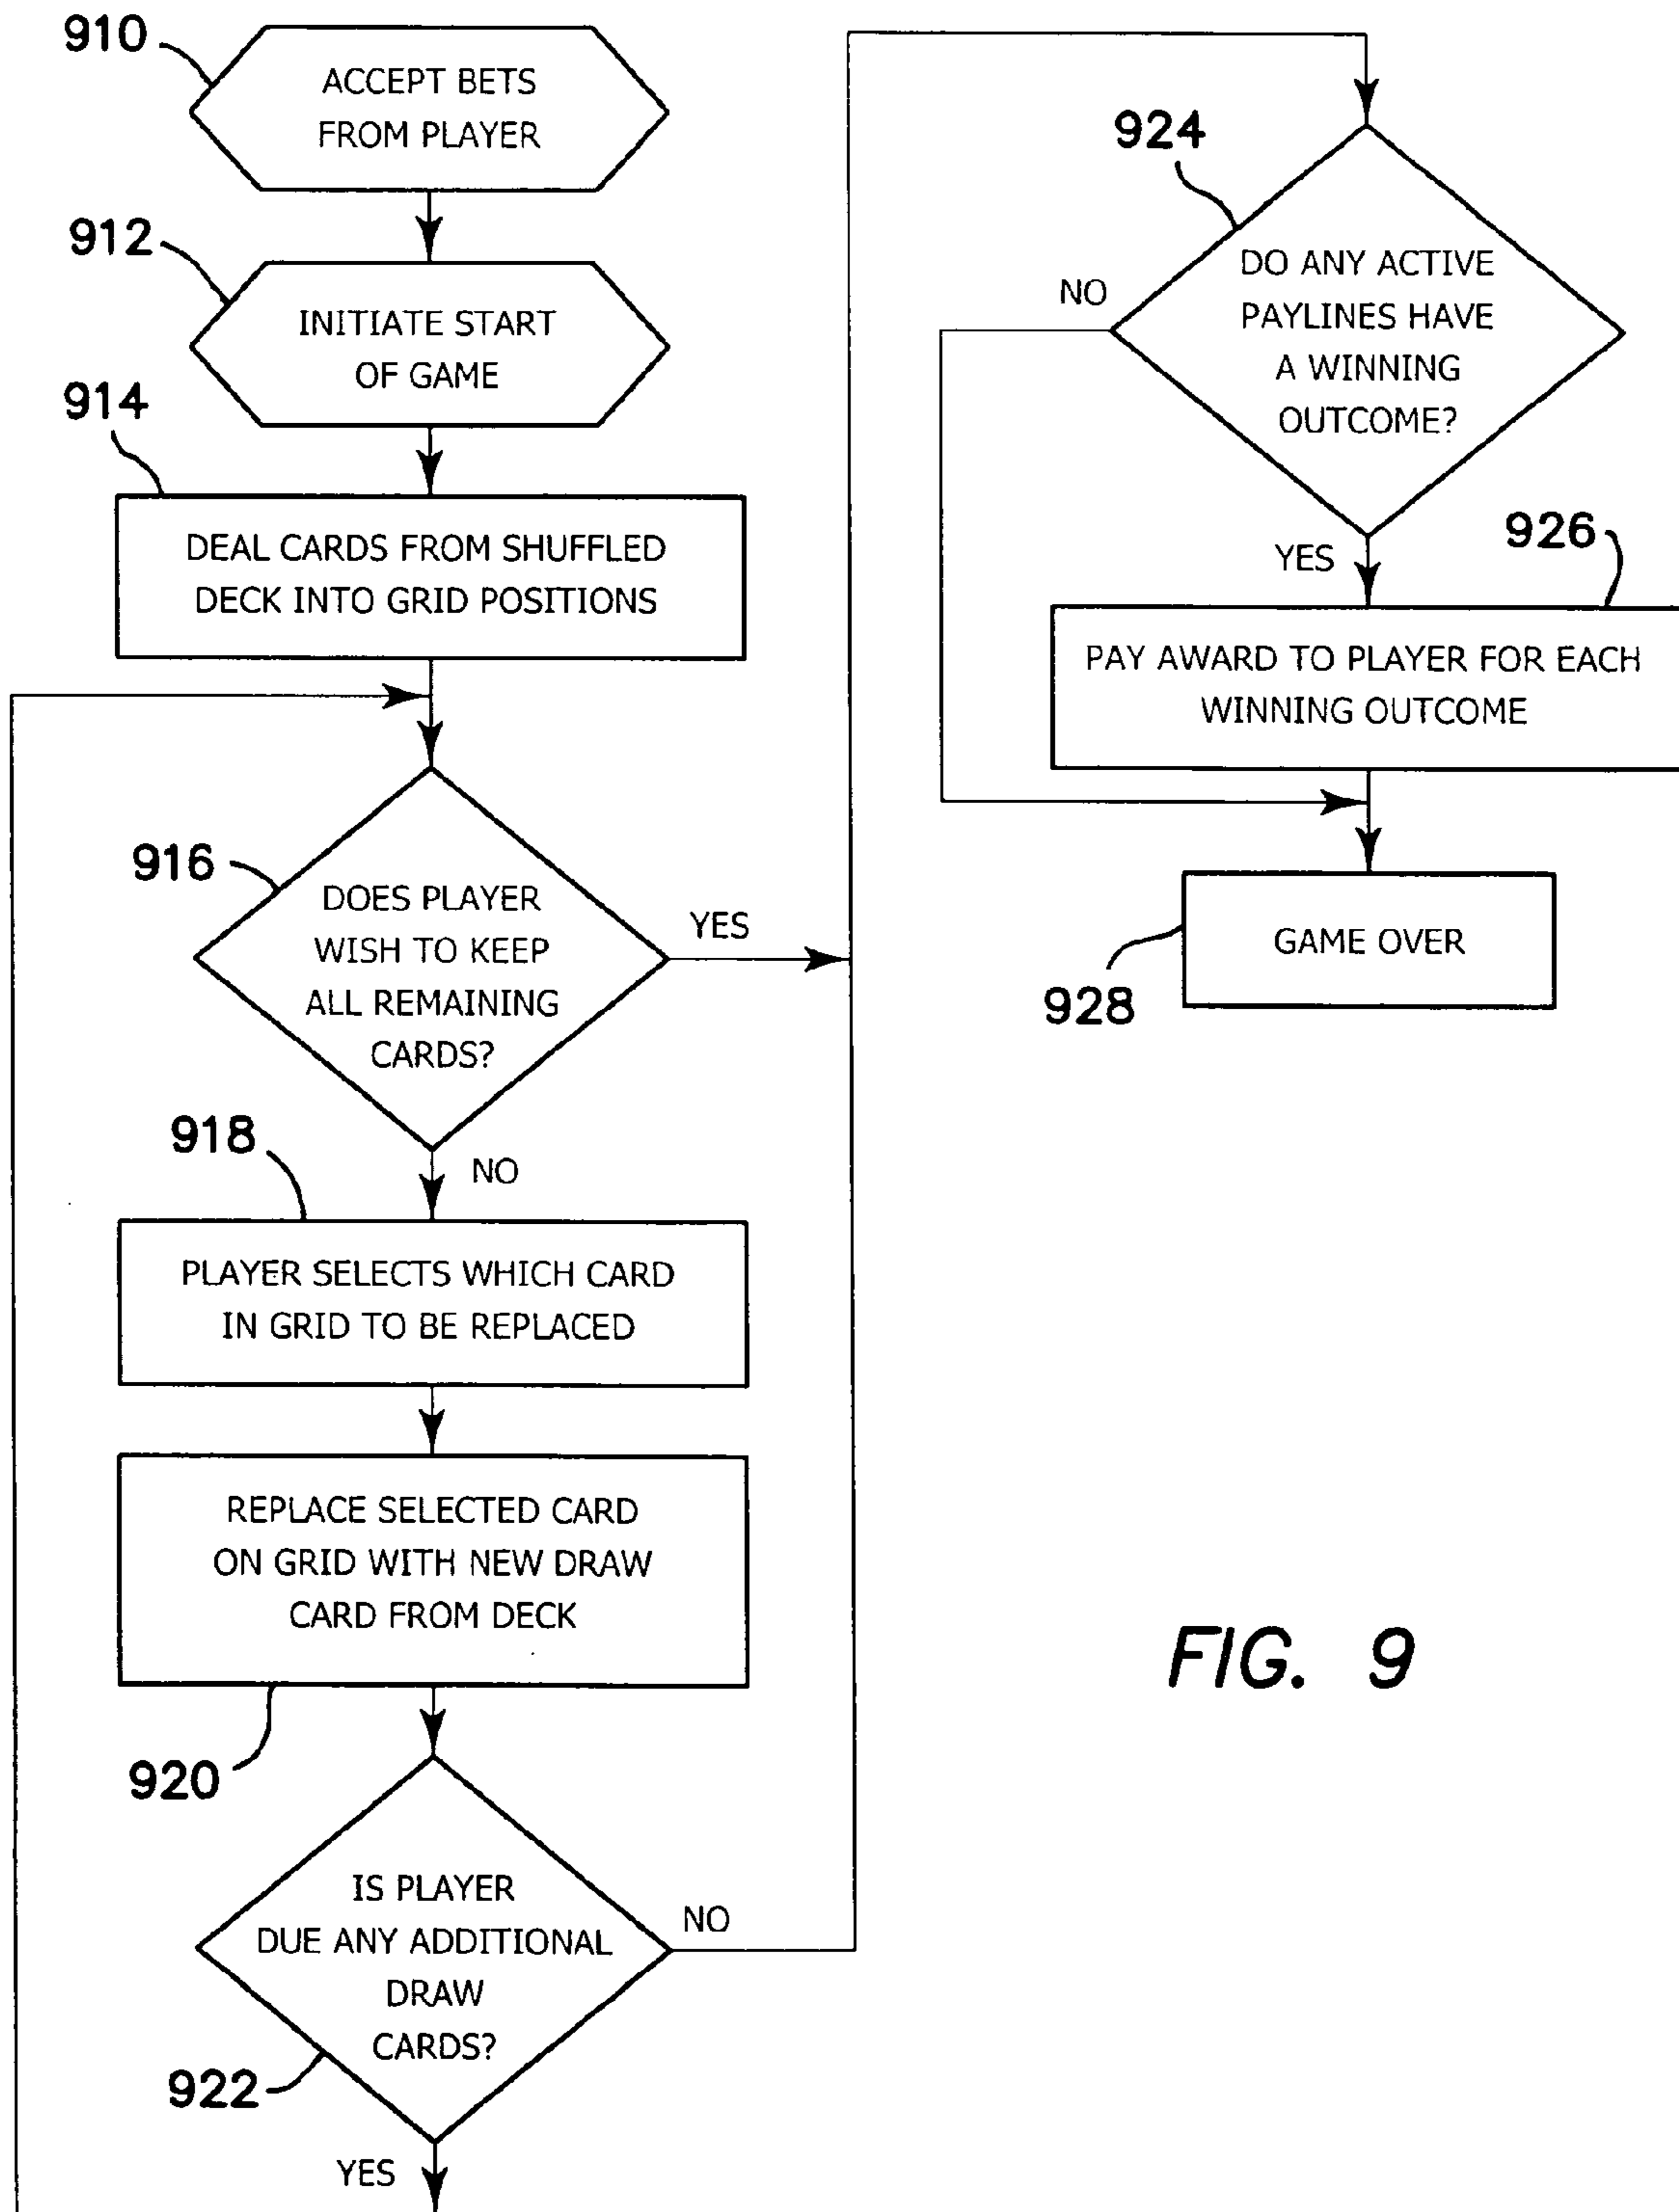 910
ACCEPT BETS
FROM PLAYER
912
INITIATE START
OF GAME
914
DEAL CARDS FROM SHUFFLED
DECK INTO GRID POSITIONS
916
DOES PLAYER
WISH TO KEEP
ALL REMAINING
CARDS?
YES
NO
918
PLAYER SELECTS WHICH CARD
IN GRID TO BE REPLACED
REPLACE SELECTED CARD
ON GRID WITH NEW DRAW
CARD FROM DECK
920
IS PLAYER
DUE ANY ADDITIONAL
DRAW
CARDS?
NO
922
YES
924
DO ANY ACTIVE
PAYLINES HAVE
A WINNING
OUTCOME?
NO
YES
926
PAY AWARD TO PLAYER FOR EACH
WINNING OUTCOME
GAME OVER
928
FIG. 9